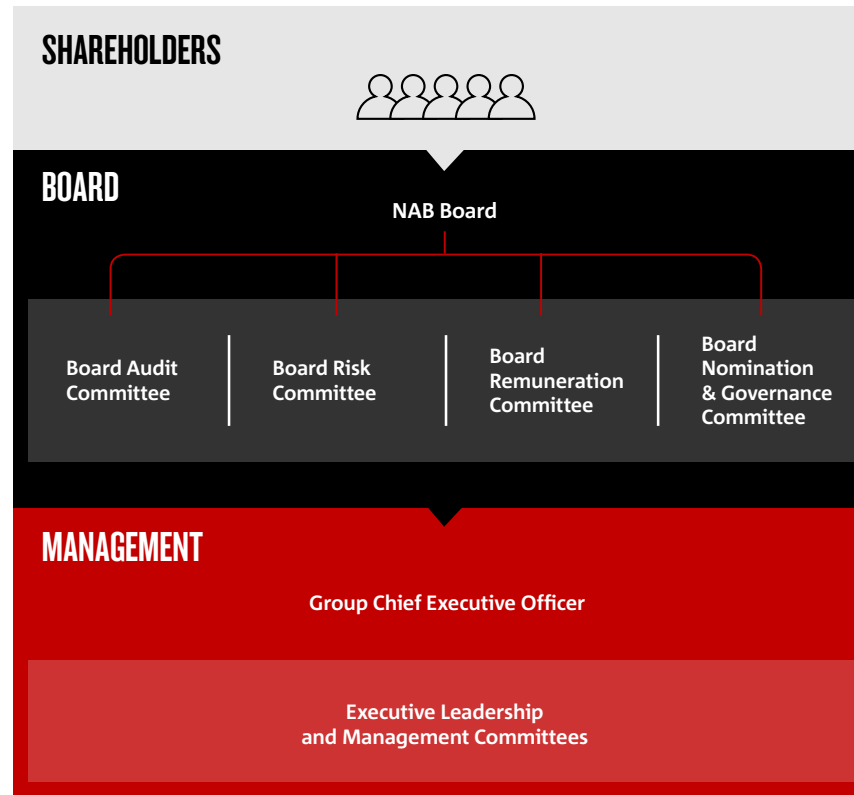 SHAREHOLDERS
BOARD
NAB Board
Board Audit
Committee
Board Risk
Committee
Board
Remuneration
Committee
Board
Nomination
& Governance
Committee
MANAGEMENT
Group Chief Executive Officer
Executive Leadership
and Management Committees